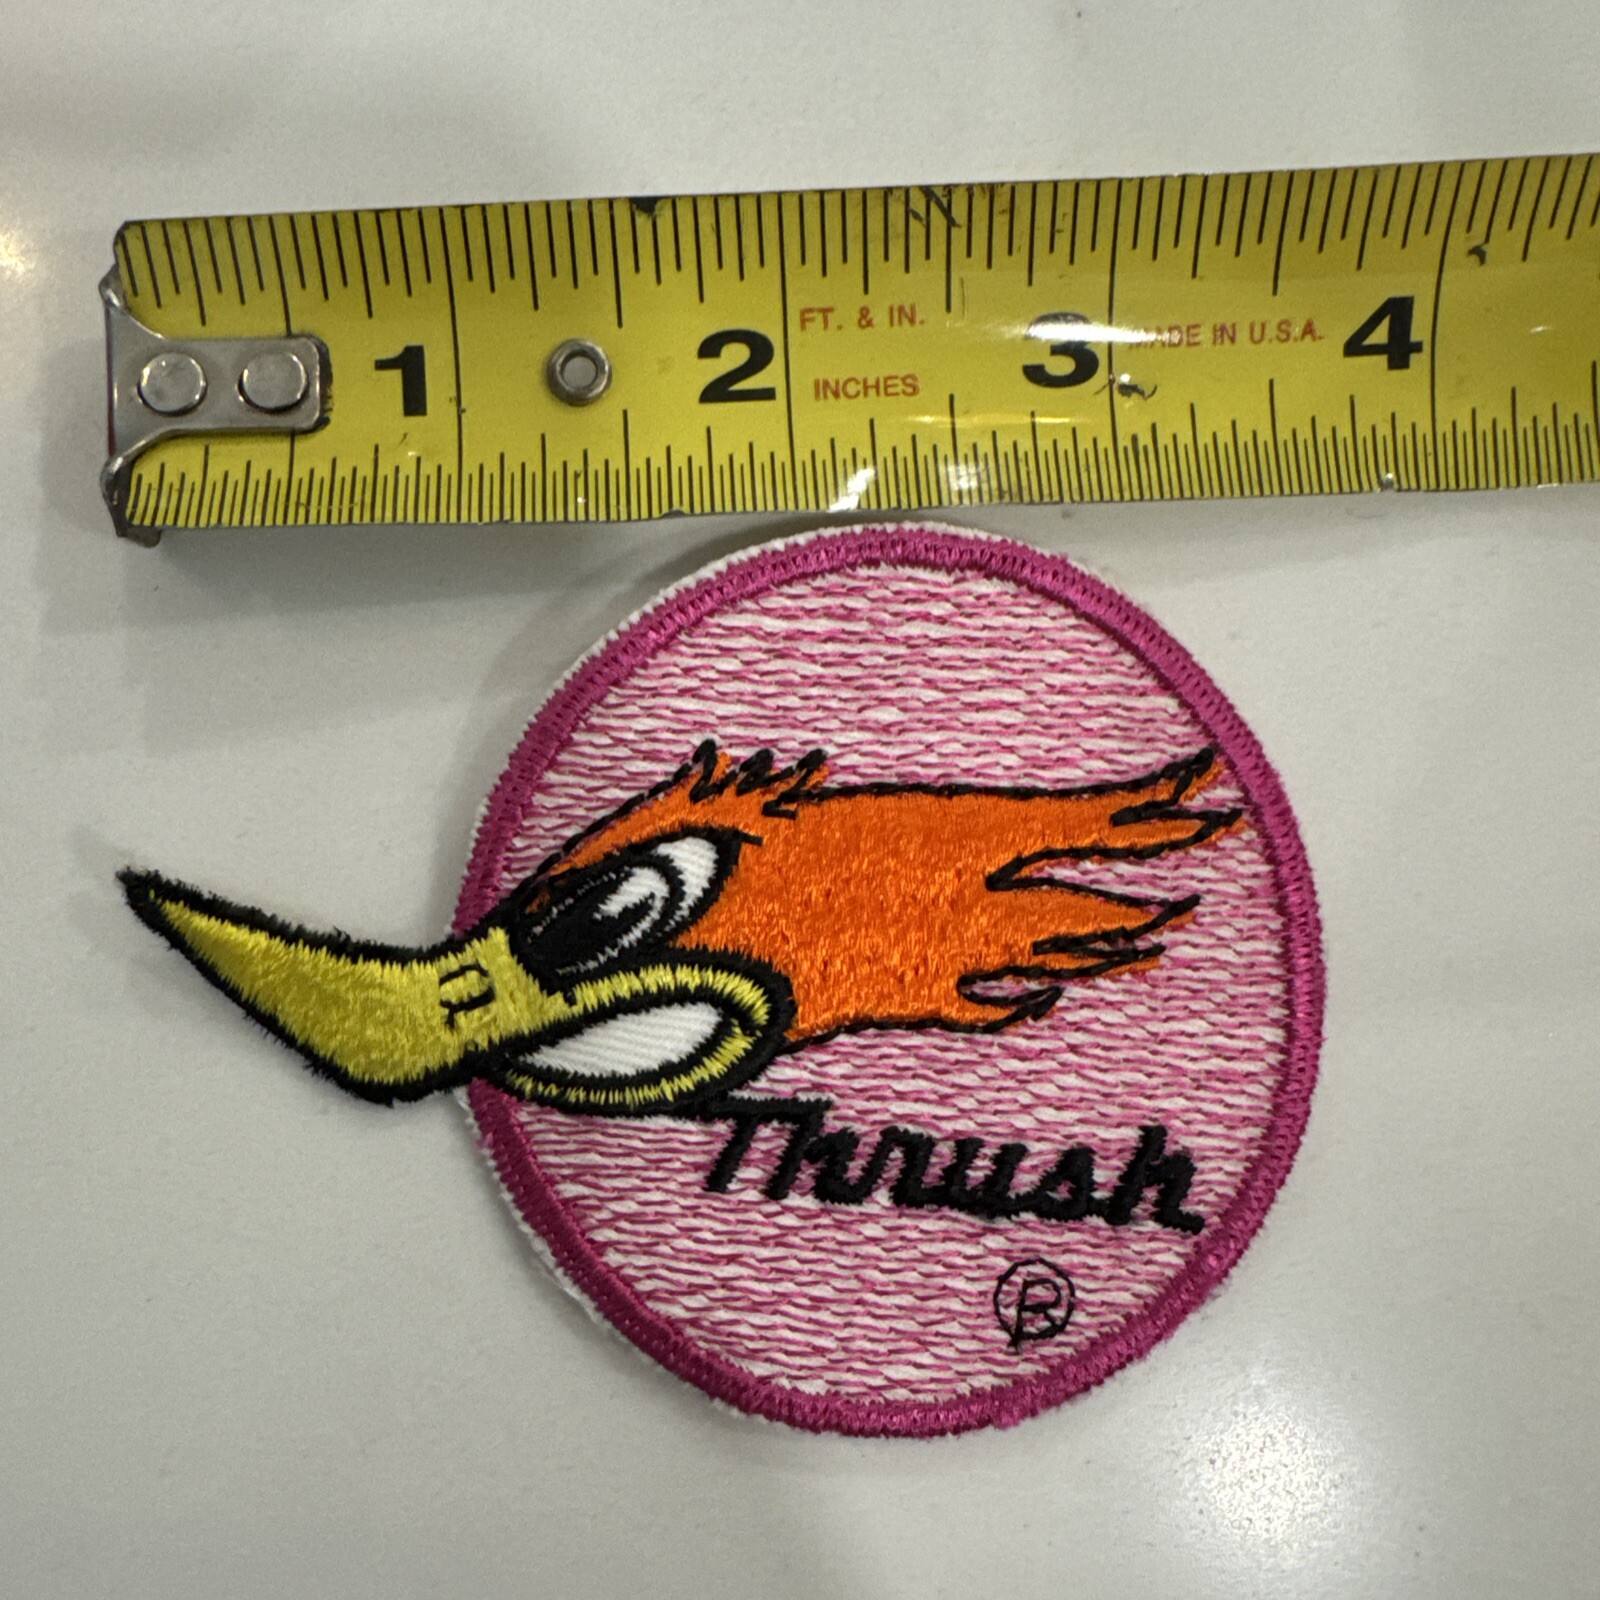 1 2 3 4
FT. & IN.
INCHES
MADE IN U.S.A.
Thrush
®